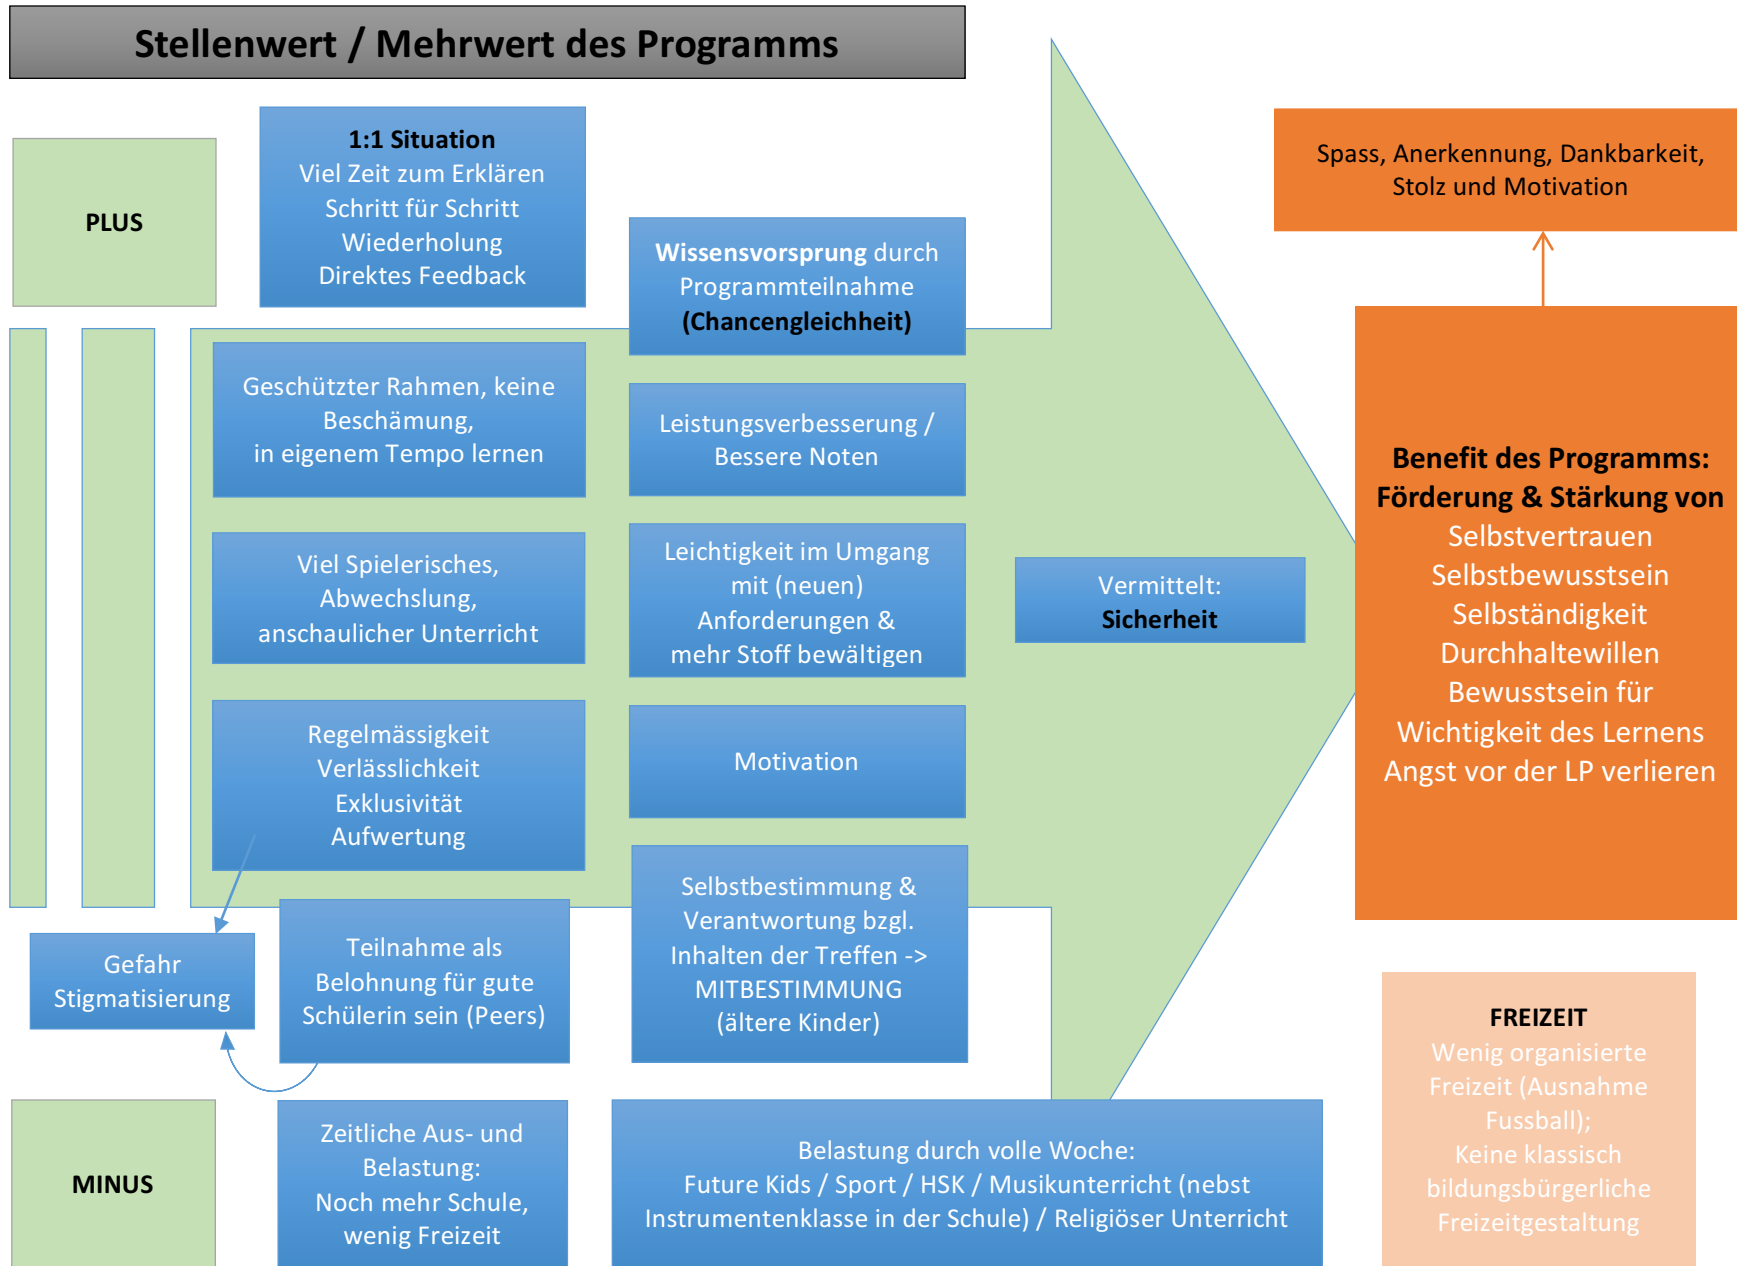 Stellenwert / Mehrwert des Programms
PLUS
1:1 Situation
Viel Zeit zum Erklären
Schritt für Schritt
Wiederholung
Direktes Feedback
Wissensvorsprung durch
Programmteilnahme
(Chancengleichheit)
Spass, Anerkennung, Dankbarkeit,
Stolz und Motivation
Geschützter Rahmen, keine
Beschämung,
in eigenem Tempo lernen
Leistungsverbesserung /
Bessere Noten
Viel Spielerisches,
Abwechslung,
anschaulicher Unterricht
Leichtigkeit im Umgang
mit (neuen)
Anforderungen &
mehr Stoff bewältigen
Vermittelt:
Sicherheit
Benefit des Programms:
Förderung & Stärkung von
Selbstvertrauen
Selbstbewusstsein
Selbständigkeit
Durchhaltewillen
Bewusstsein für
Wichtigkeit des Lernens
Angst vor der LP verlieren
Regelmässigkeit
Verlässlichkeit
Exklusivität
Aufwertung
Motivation
Gefahr
Stigmatisierung
Teilnahme als
Belohnung für gute
Schülerin sein (Peers)
Selbstbestimmung &
Verantwortung bzgl.
Inhalten der Treffen ->
MITBESTIMMUNG
(ältere Kinder)
MINUS
Zeitliche Aus- und
Belastung:
Noch mehr Schule,
wenig Freizeit
Belastung durch volle Woche:
Future Kids / Sport / HSK / Musikunterricht (nebst
Instrumentenklasse in der Schule) / Religiöser Unterricht
FREIZEIT
Wenig organisierte
Freizeit (Ausnahme
Fussball);
Keine klassisch
bildungsbürgerliche
Freizeitgestaltung